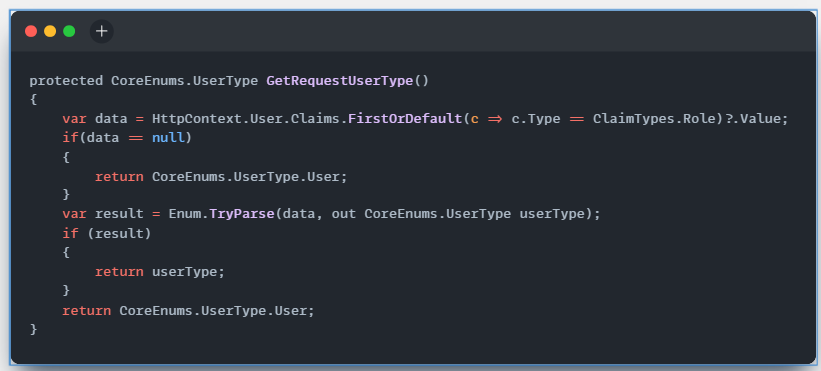 protected CoreEnums.UserType GetRequestUserType()
{
    var data = HttpContext.User.Claims.FirstOrDefault(c => c.Type == ClaimTypes.Role)?.Value;
    if(data == null)
    {
        return CoreEnums.UserType.User;
    }
    var result = Enum.TryParse(data, out CoreEnums.UserType userType);
    if (result)
    {
        return userType;
    }
    return CoreEnums.UserType.User;
}